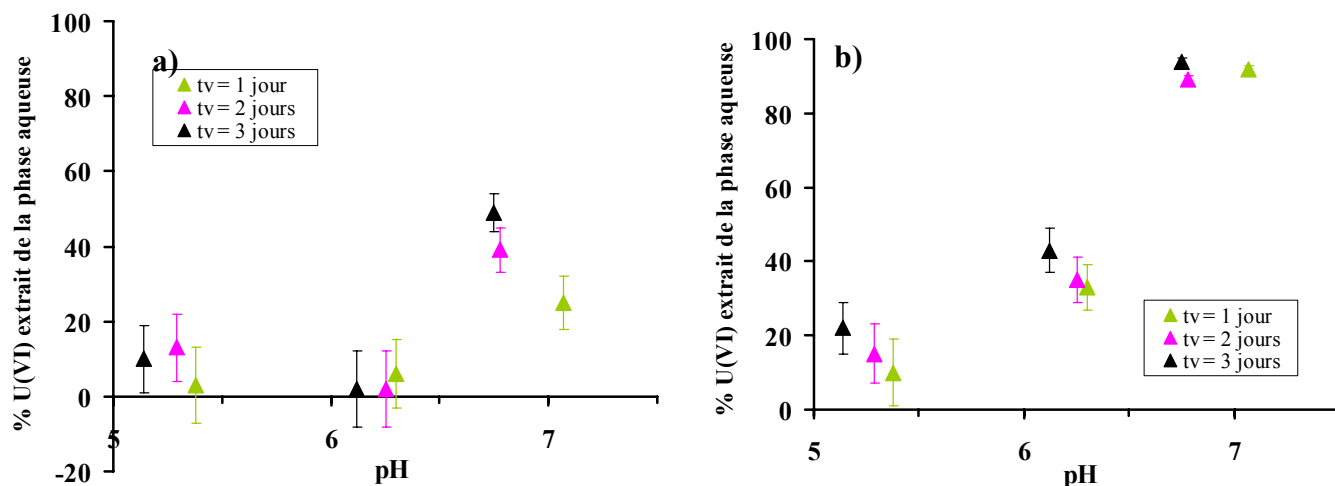 a)
tv= 1 jour
tv= 2 jours
tv= 3 jours
% U(VI) extrait de la phase aqueuse
100
80
60
40
20
0
-20
5
6
7
pH
b)
tv= 1 jour
tv= 2 jours
tv= 3 jours
% U(VI) extrait de la phase aqueuse
100
80
60
40
20
0
5
6
7
pH